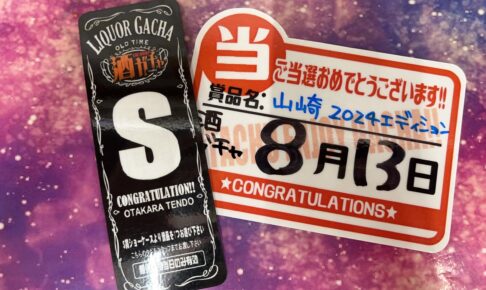 LIQUOR GACHA
OLD TIME
酒ガチャ
S
CONGRATULATION!!
OTAKARA TENDO
当
ご当選おめでとうございます!!
賞品名: 山崎 2024エディション
酒
ガチャ
8月13日
★CONGRATULATIONS★